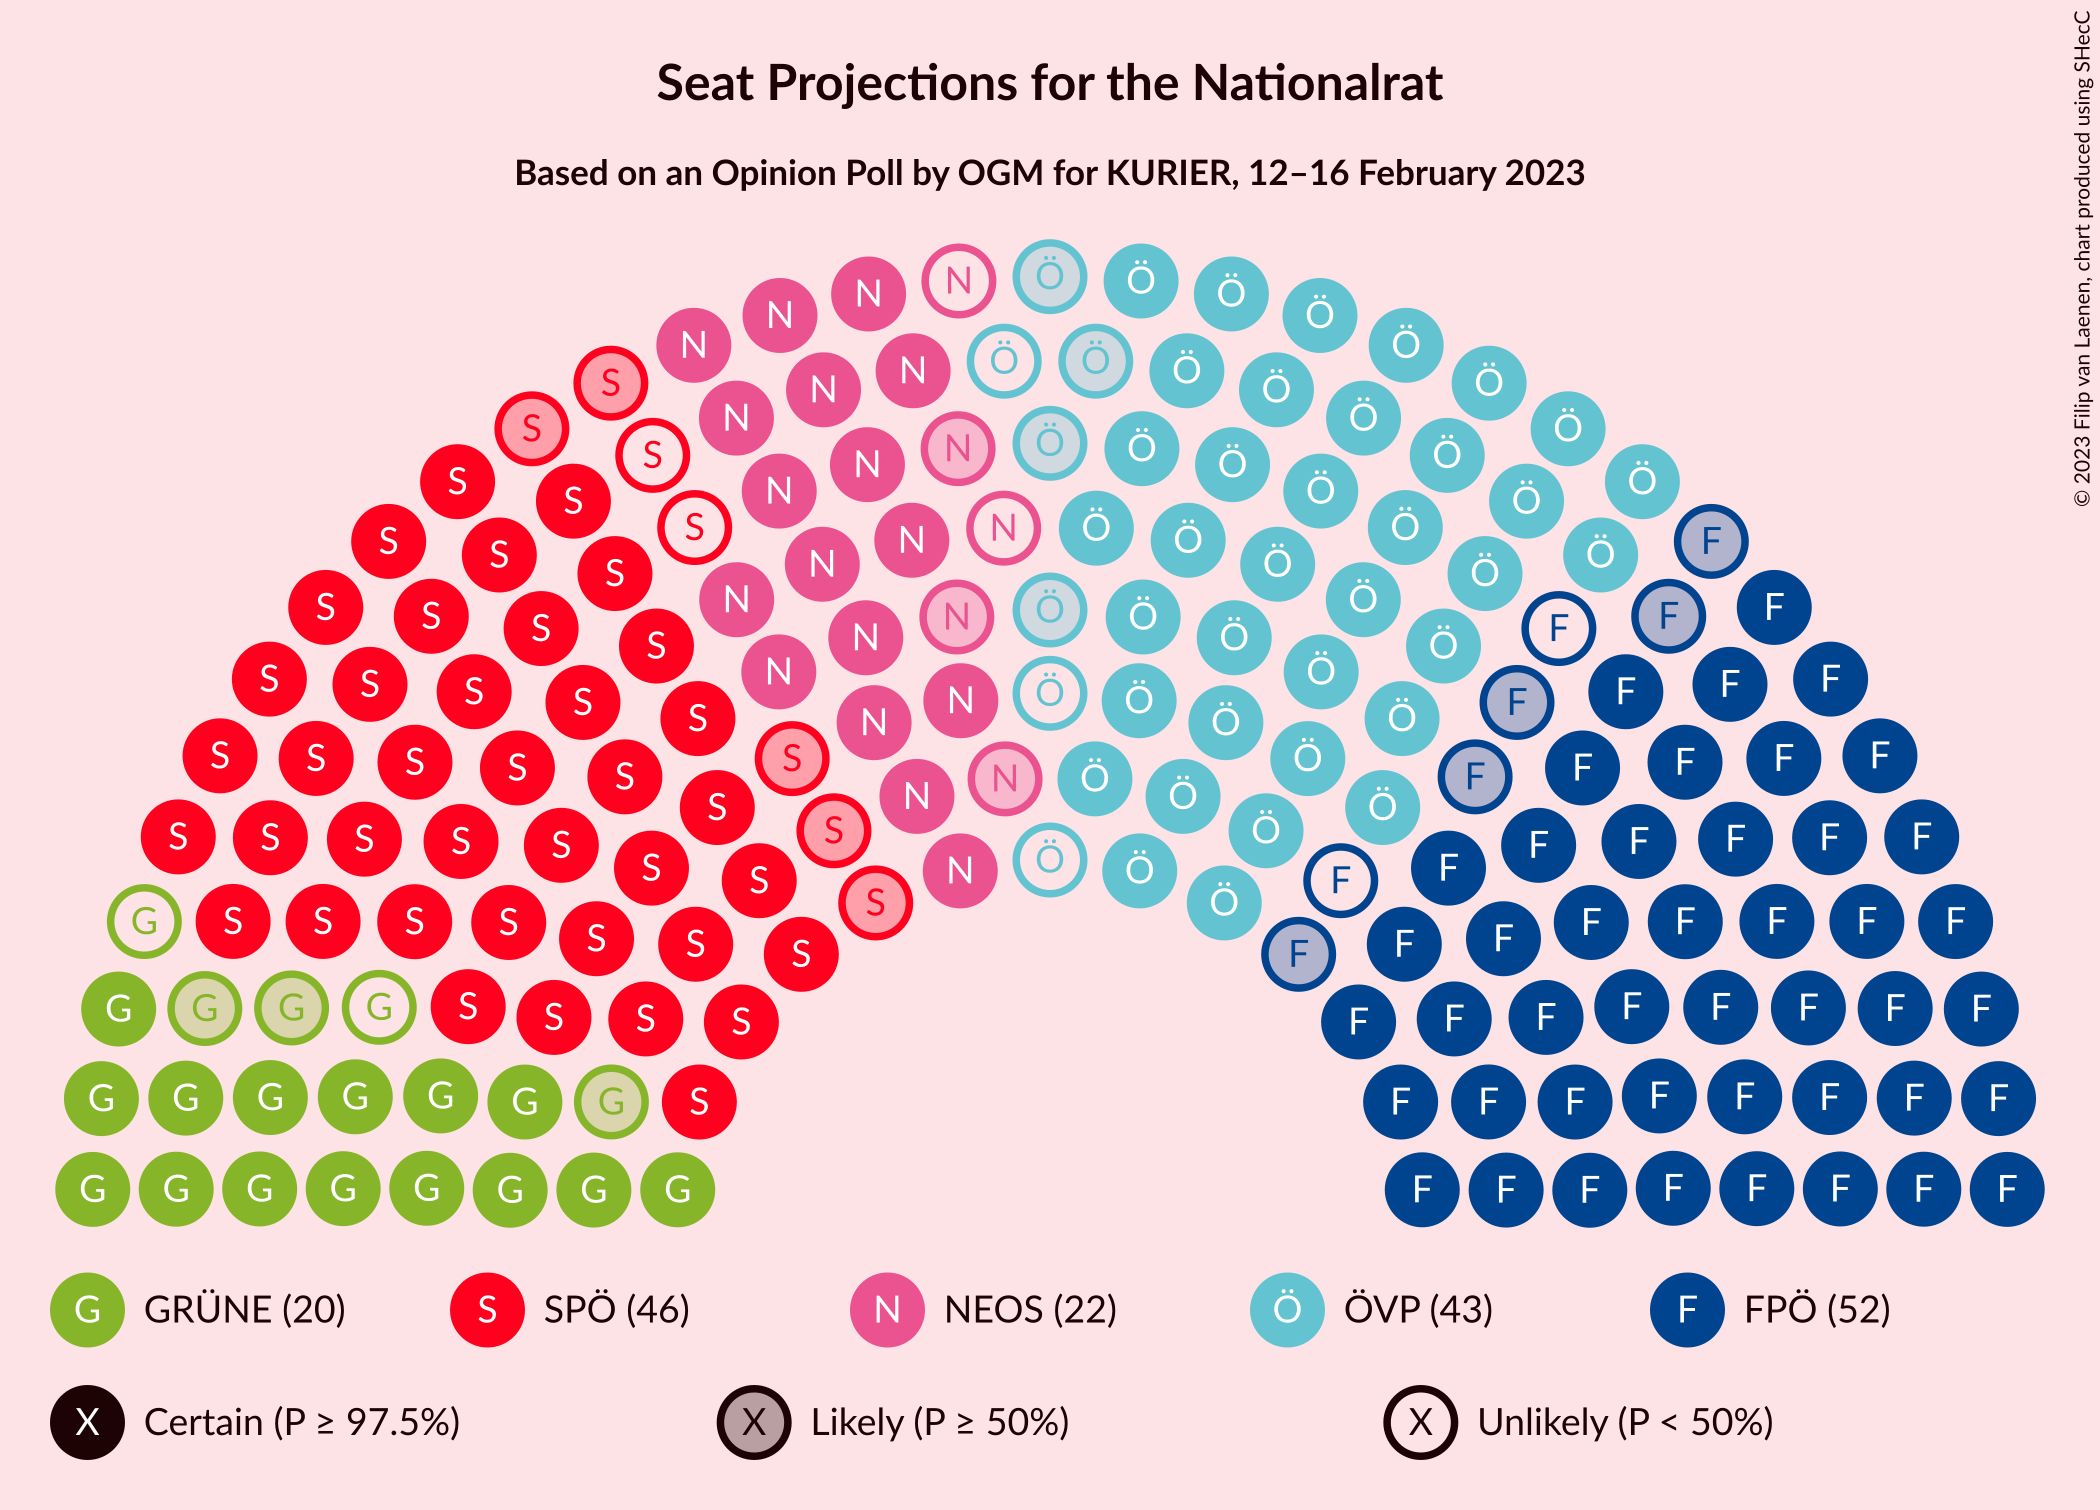 Seat Projections for the Nationalrat
Based on an Opinion Poll by OGM for KURIER, 12–16 February 2023
© 2023 Filip van Laenen, chart produced using SHecC
N N N N Ö Ö Ö Ö Ö Ö Ö Ö
S S S N N N Ö Ö Ö Ö Ö Ö Ö Ö
S S S N N N Ö Ö Ö Ö Ö Ö Ö F
S S S S N N N Ö Ö Ö Ö Ö F F F
S S S S S N N N Ö Ö Ö Ö Ö F F F F
S S S S S S S N N Ö Ö Ö Ö Ö F F F F F
S S S S S S S S N N Ö Ö Ö Ö F F F F F F
G S S S S S S S S N Ö Ö Ö F F F F F F F F F
G G G G S S S S F F F F F F F F
G G G G G G G S F F F F F F F F
G G G G G G G G F F F F F F F F
G GRÜNE (20)
S SPÖ (46)
N NEOS (22)
Ö ÖVP (43)
F FPÖ (52)
X Certain (P ≥ 97.5%)
X Likely (P ≥ 50%)
X Unlikely (P < 50%)